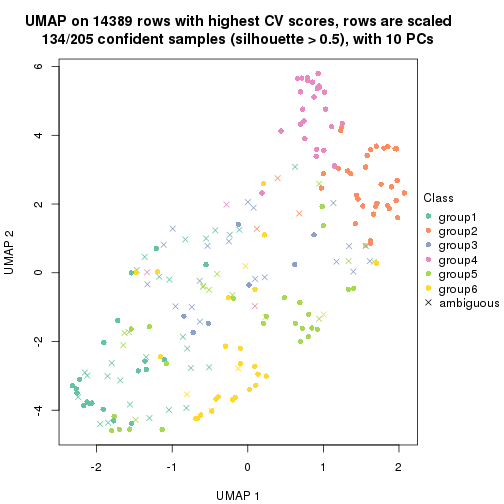 UMAP on 14389 rows with highest CV scores, rows are scaled
134/205 confident samples (silhouette > 0.5), with 10 PCs
6
4
2
0
-2
-4
UMAP 2
-2
-1
0
1
2
UMAP 1
Class
group1
group2
group3
group4
group5
group6
ambiguous